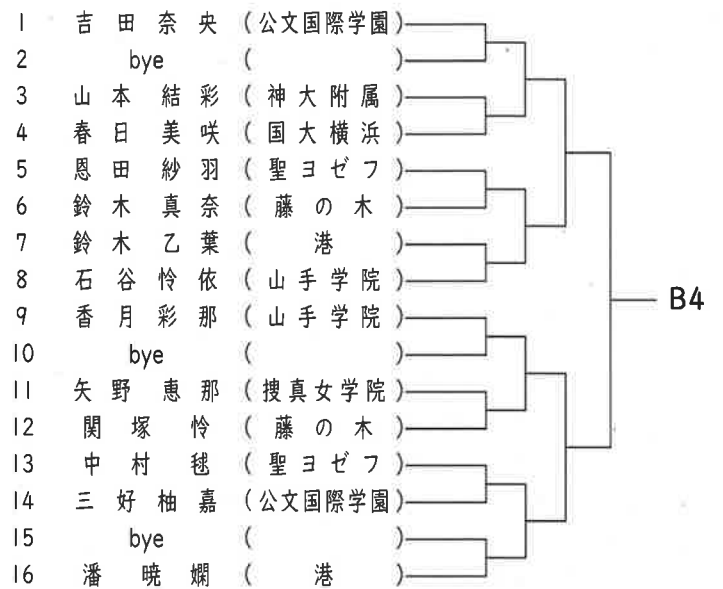 1 吉田奈央 (公文国際学園)
2 bye ( )
3 山本結彩 (神大附属)
4 春日美咲 (国大横浜)
5 恩田紗羽 (聖ヨゼフ)
6 鈴木真奈 (藤の木)
7 鈴木乙葉 (港)
8 石谷怜依 (山手学院)
9 香月彩那 (山手学院)
10 bye ( )
11 矢野恵那 (捜真女学院)
12 関塚怜 (藤の木)
13 中村毬 (聖ヨゼフ)
14 三好柚嘉 (公文国際学園)
15 bye ( )
16 潘暁嫻 (港)
B4